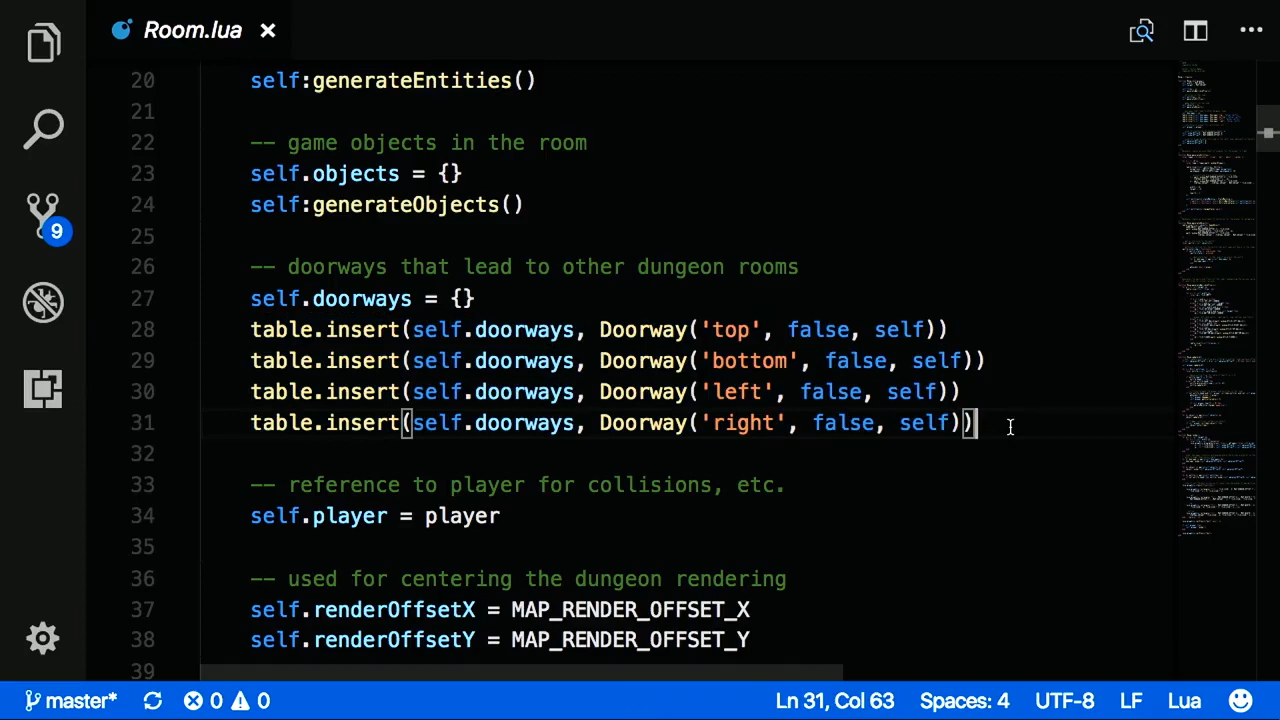 Room.lua ×
20 self:generateEntities()
21
22 -- game objects in the room
23 self.objects = {}
24 self:generateObjects()
25
26 -- doorways that lead to other dungeon rooms
27 self.doorways = {}
28 table.insert(self.doorways, Doorway('top', false, self))
29 table.insert(self.doorways, Doorway('bottom', false, self))
30 table.insert(self.doorways, Doorway('left', false, self))
31 table.insert(self.doorways, Doorway('right', false, self))
32
33 -- reference to player for collisions, etc.
34 self.player = player
35
36 -- used for centering the dungeon rendering
37 self.renderOffsetX = MAP_RENDER_OFFSET_X
38 self.renderOffsetY = MAP_RENDER_OFFSET_Y
39
9
master* 0 0 Ln 31, Col 63 Spaces: 4 UTF-8 LF Lua